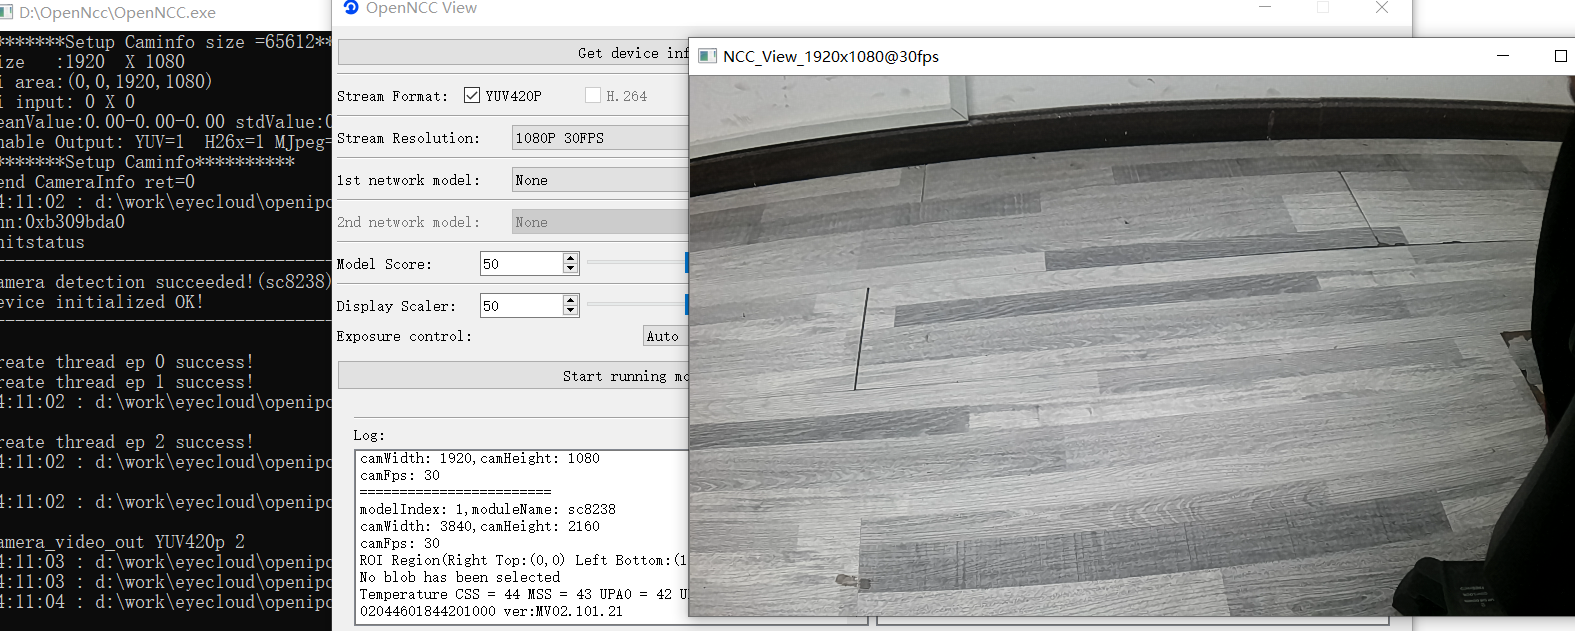 D:\OpenNcc\OpenNCC.exe
*******Setup Caminfo size =65612**
ize   :1920  X 1080
i area:(0,0,1920,1080)
i input: 0 X 0
eanValue:0.00-0.00-0.00 stdValue:0
nable Output: YUV=1  H26x=1 MJpeg=
*******Setup Caminfo**********
end CameraInfo ret=0
4:11:02 : d:\work\eyecloud\openipc
nn:0xb309bda0
nitstatus
amera detection succeeded!(sc8238)
evice initialized OK!
reate thread ep 0 success!
reate thread ep 1 success!
4:11:02 : d:\work\eyecloud\openipc
reate thread ep 2 success!
4:11:02 : d:\work\eyecloud\openipc
4:11:02 : d:\work\eyecloud\openipc
amera_video_out YUV420p 2
4:11:03 : d:\work\eyecloud\openipc
4:11:03 : d:\work\eyecloud\openipc
4:11:04 : d:\work\eyecloud\openipc
OpenNCC View
Get device inf
Stream Format: YUV420P H.264
Stream Resolution: 1080P 30FPS
1st network model: None
2nd network model: None
Model Score: 50
Display Scaler: 50
Exposure control: Auto
Start running mo
Log:
camWidth: 1920,camHeight: 1080
camFps: 30
========================
modelIndex: 1,moduleName: sc8238
camWidth: 3840,camHeight: 2160
camFps: 30
ROI Region(Right Top:(0,0) Left Bottom:(1
No blob has been selected
Temperature CSS = 44 MSS = 43 UPA0 = 42 U
02044601844201000 ver:MV02.101.21
NCC_View_1920x1080@30fps